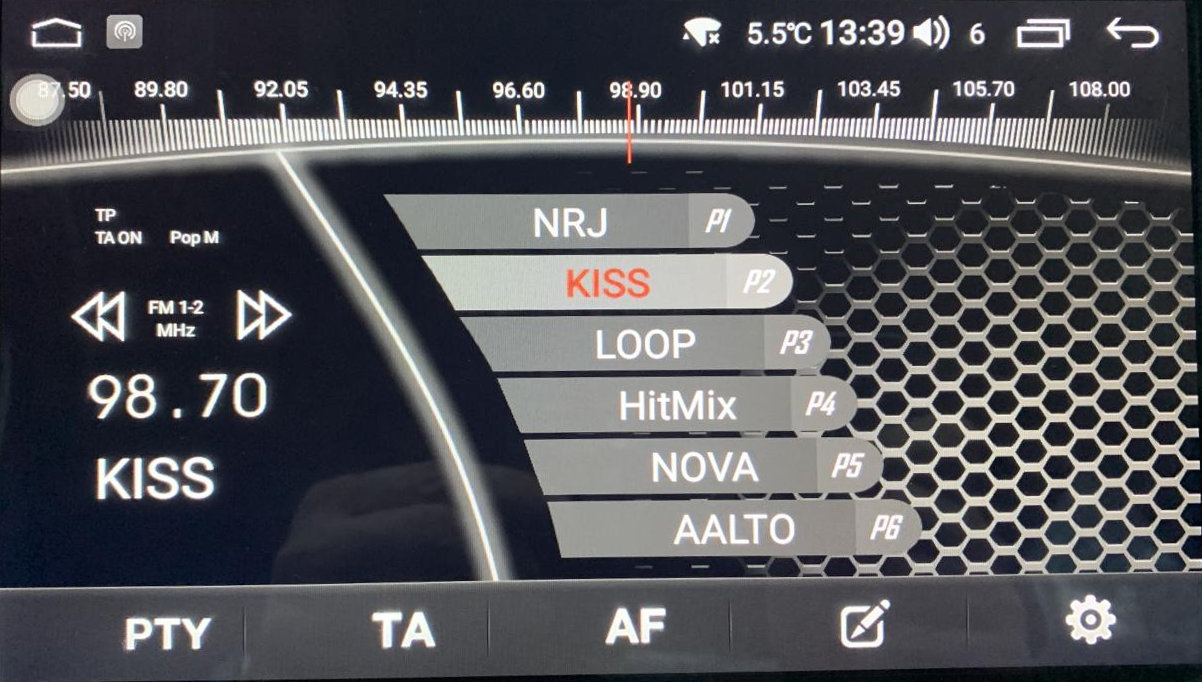 5.5℃ 13:39 6
87.50 89.80 92.05 94.35 96.60 98.90 101.15 103.45 105.70 108.00
TP
TA ON Pop M
FM 1-2
MHz
98.70
KISS
NRJ P1
KISS P2
LOOP P3
HitMix P4
NOVA P5
AALTO P6
PTY TA AF